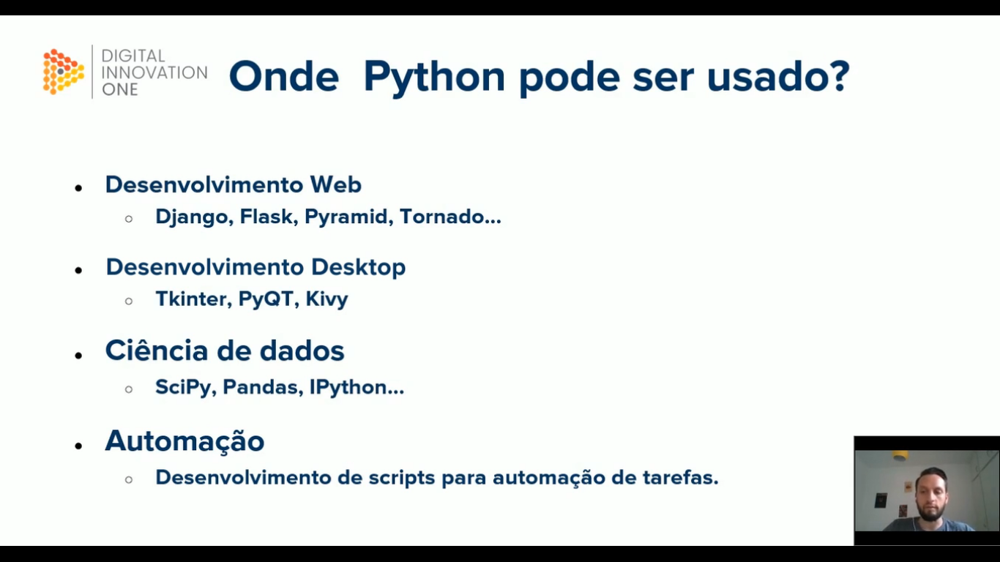 DIGITAL
INNOVATION
ONE
Onde Python pode ser usado?
Desenvolvimento Web
Django, Flask, Pyramid, Tornado...
Desenvolvimento Desktop
Tkinter, PyQT, Kivy
Ciência de dados
SciPy, Pandas, IPython...
Automação
Desenvolvimento de scripts para automação de tarefas.